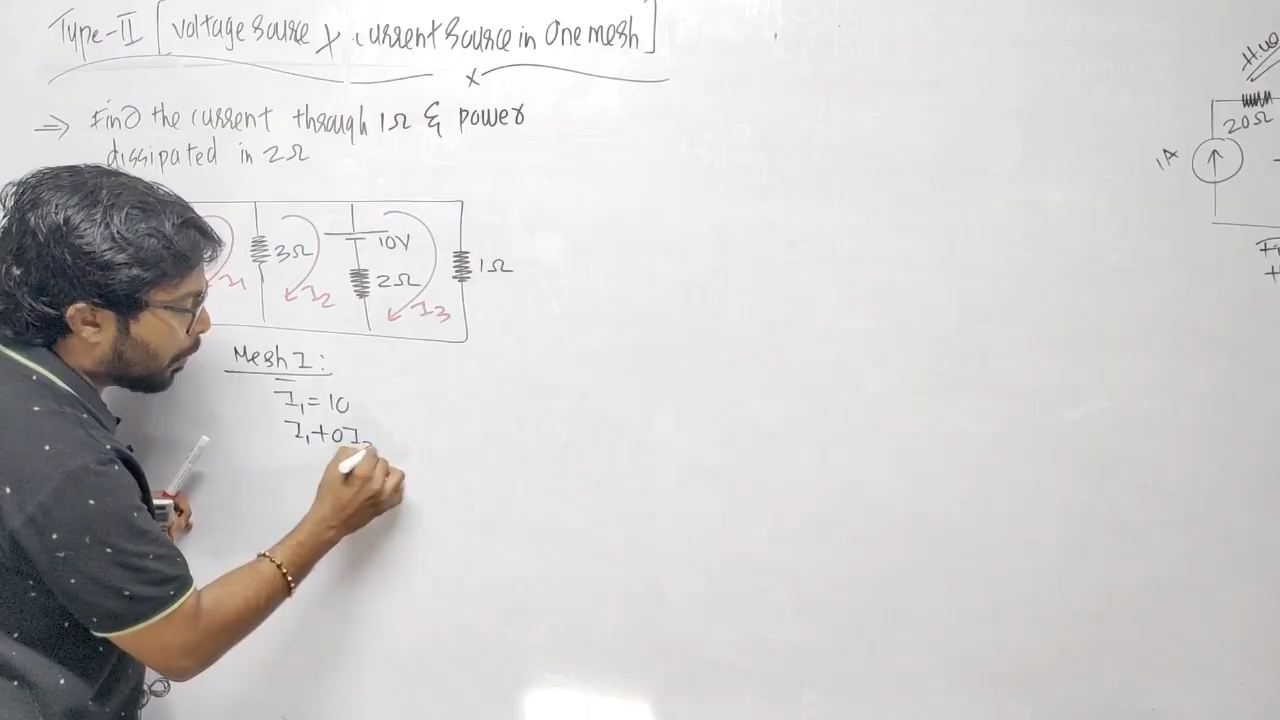 Type-II [voltage source X current source in One mesh]
x
⇒ Find the current through 1Ω & power
dissipated in 2Ω
3Ω
10V
2Ω
1Ω
I1
I2
I3
Mesh I:
I1 = 10
I1+0I2
H.W
20Ω
1A